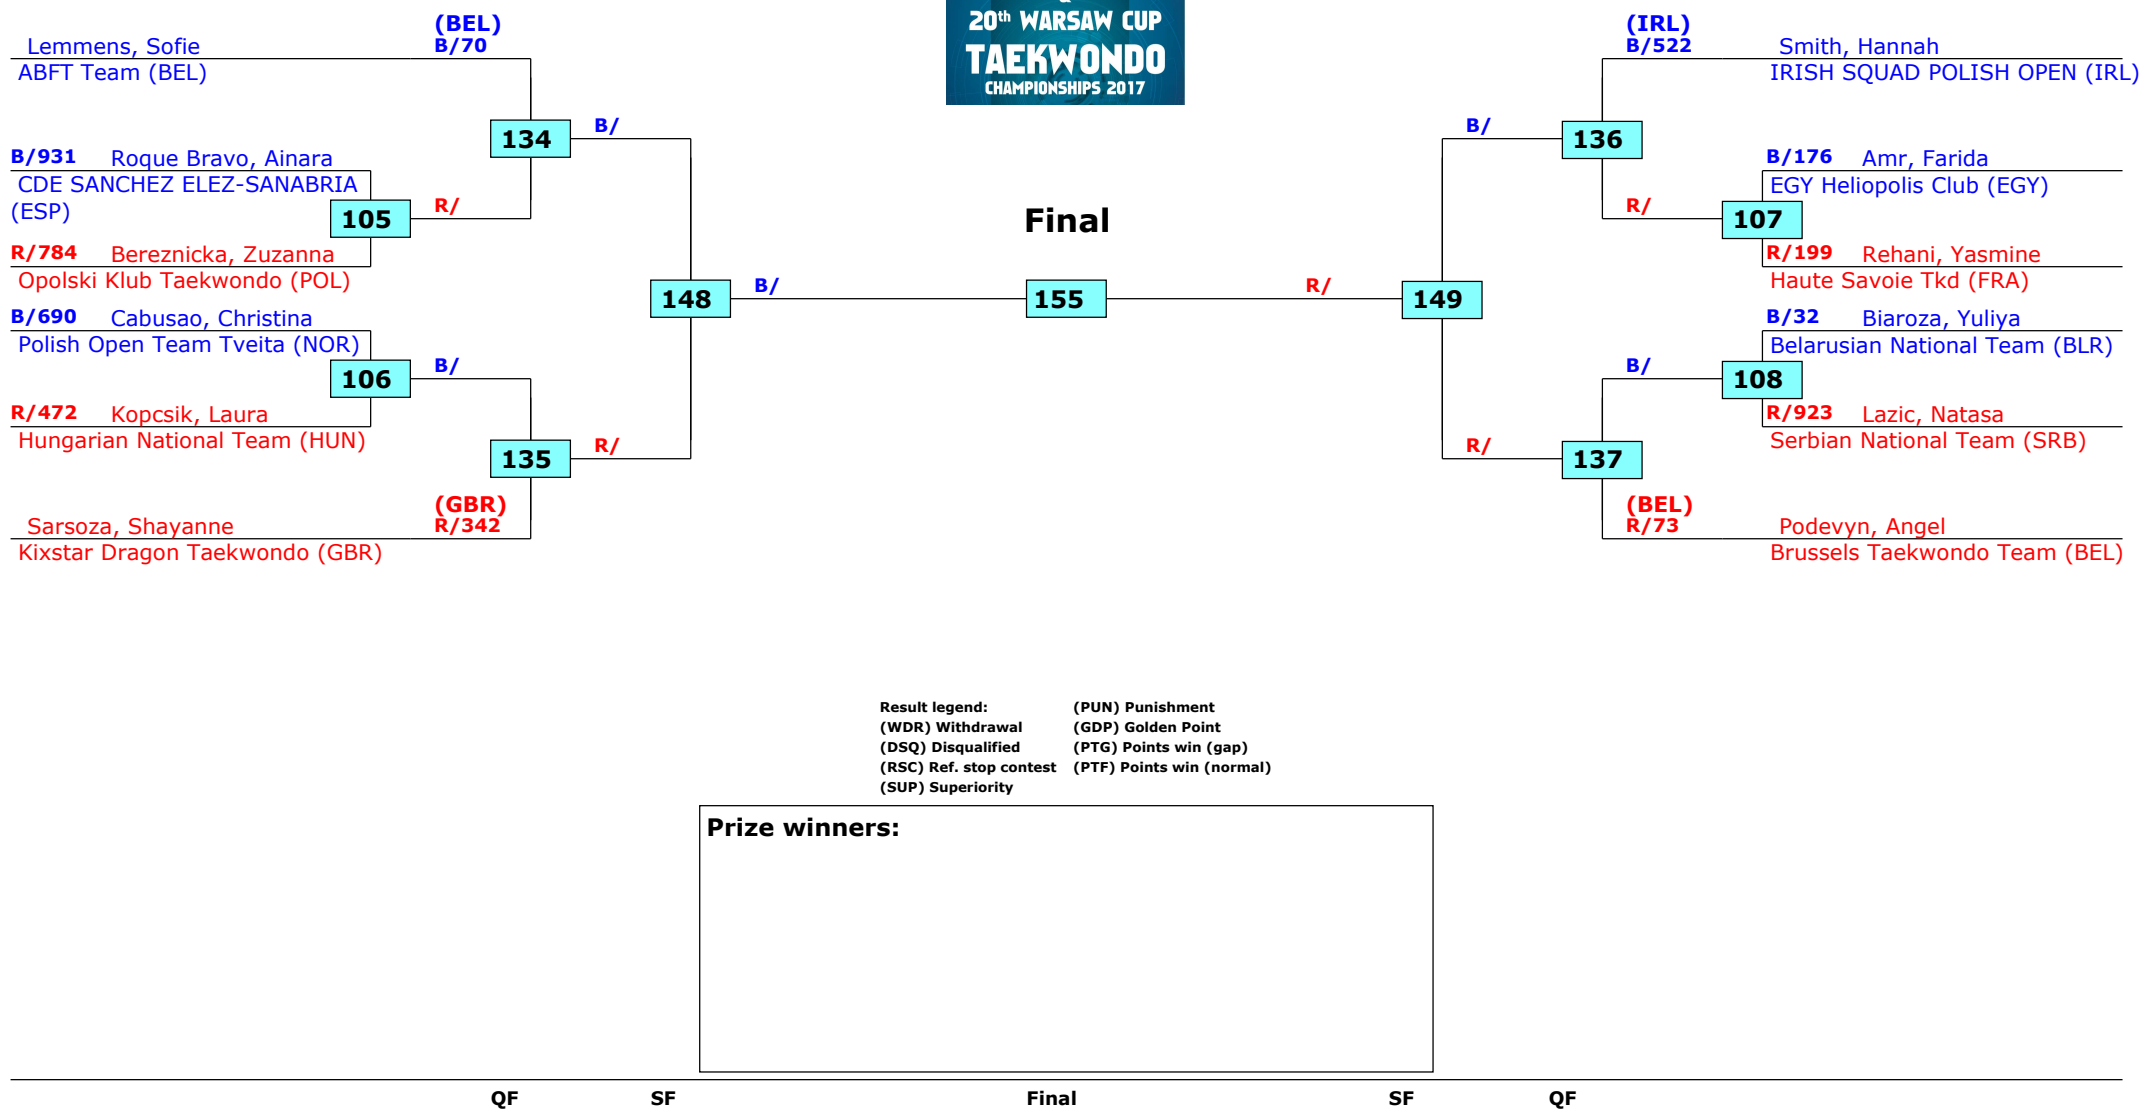 20th WARSAW CUP
TAEKWONDO
CHAMPIONSHIPS 2017
(BEL)
Lemmens, Sofie B/70
ABFT Team (BEL)
134
B/
B/931 Roque Bravo, Ainara
CDE SANCHEZ ELEZ-SANABRIA
(ESP)
105
R/
R/784 Bereznicka, Zuzanna
Opolski Klub Taekwondo (POL)
148
B/
B/690 Cabusao, Christina
Polish Open Team Tveita (NOR)
106
B/
R/472 Kopcsik, Laura
Hungarian National Team (HUN)
135
R/
(GBR)
Sarsoza, Shayanne R/342
Kixstar Dragon Taekwondo (GBR)
Final
155
(IRL)
B/522 Smith, Hannah
IRISH SQUAD POLISH OPEN (IRL)
B/
136
B/176 Amr, Farida
EGY Heliopolis Club (EGY)
R/
107
R/199 Rehani, Yasmine
Haute Savoie Tkd (FRA)
R/
149
B/32 Biaroza, Yuliya
Belarusian National Team (BLR)
B/
108
R/923 Lazic, Natasa
Serbian National Team (SRB)
R/
137
(BEL)
R/73 Podevyn, Angel
Brussels Taekwondo Team (BEL)
Result legend: (PUN) Punishment
(WDR) Withdrawal (GDP) Golden Point
(DSQ) Disqualified (PTG) Points win (gap)
(RSC) Ref. stop contest (PTF) Points win (normal)
(SUP) Superiority
Prize winners:
QF SF Final SF QF